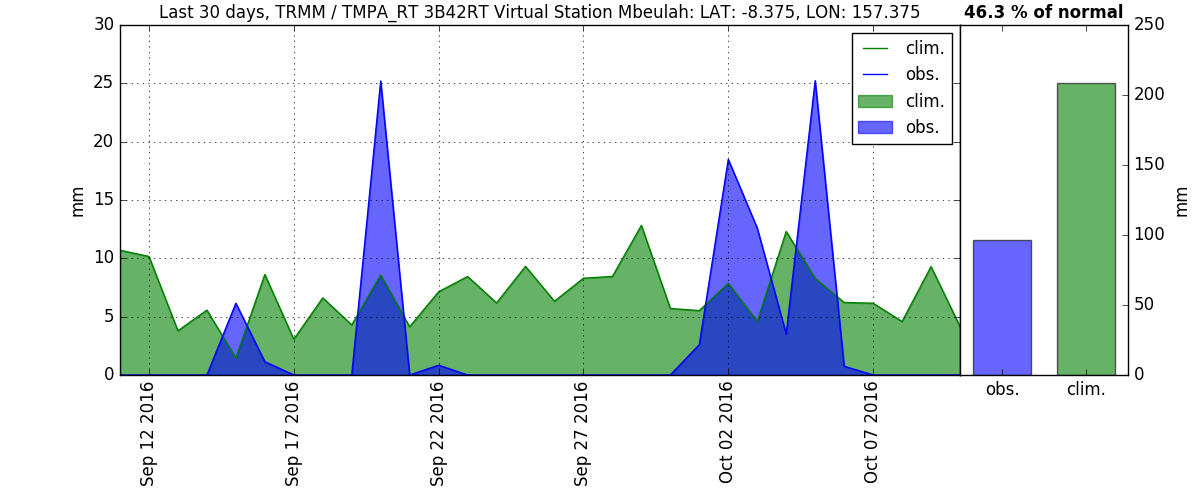 Last 30 days, TRMM / TMPA_RT 3B42RT Virtual Station Mbeulah: LAT: -8.375, LON: 157.375
46.3 % of normal
30
25
20
15
10
5
0
mm
clim.
obs.
clim.
obs.
Sep 12 2016
Sep 17 2016
Sep 22 2016
Sep 27 2016
Oct 02 2016
Oct 07 2016
250
200
150
100
50
0
mm
obs.
clim.